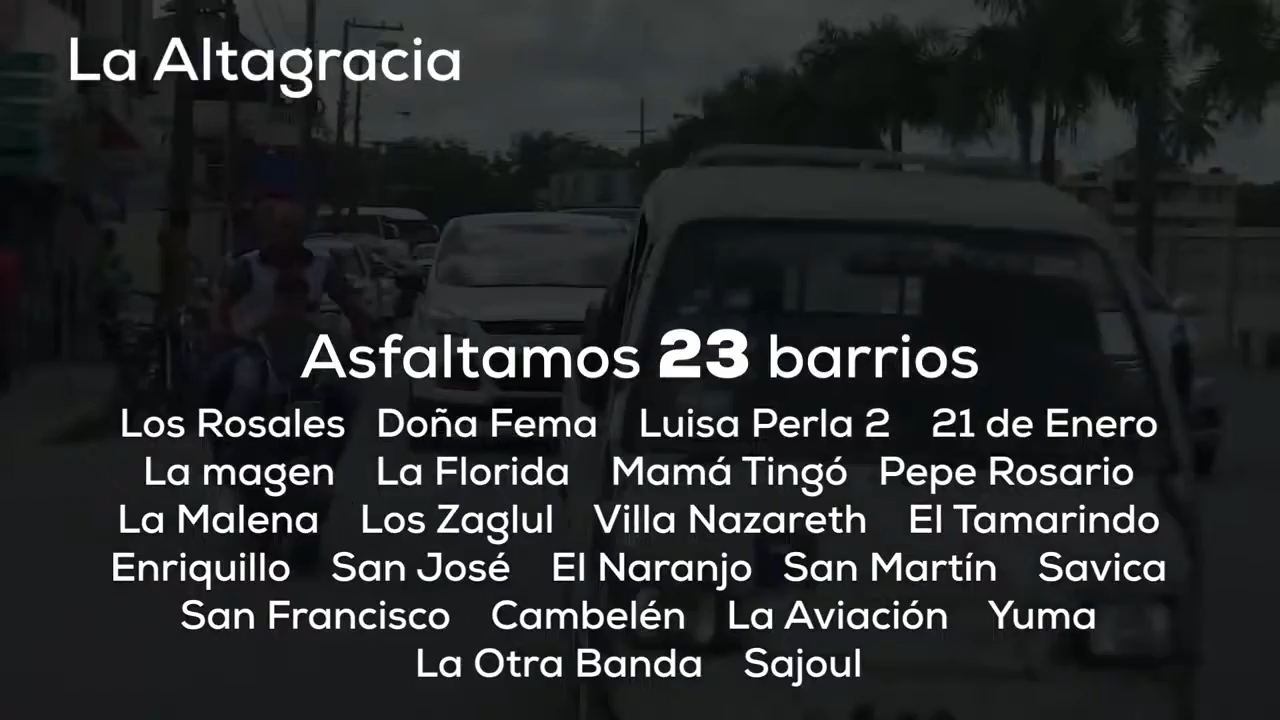 La Altagracia
Asfaltamos 23 barrios
Los Rosales Doña Fema Luisa Perla 2 21 de Enero
La magen La Florida Mamá Tingó Pepe Rosario
La Malena Los Zaglul Villa Nazareth El Tamarindo
Enriquillo San José El Naranjo San Martín Savica
San Francisco Cambelén La Aviación Yuma
La Otra Banda Sajoul